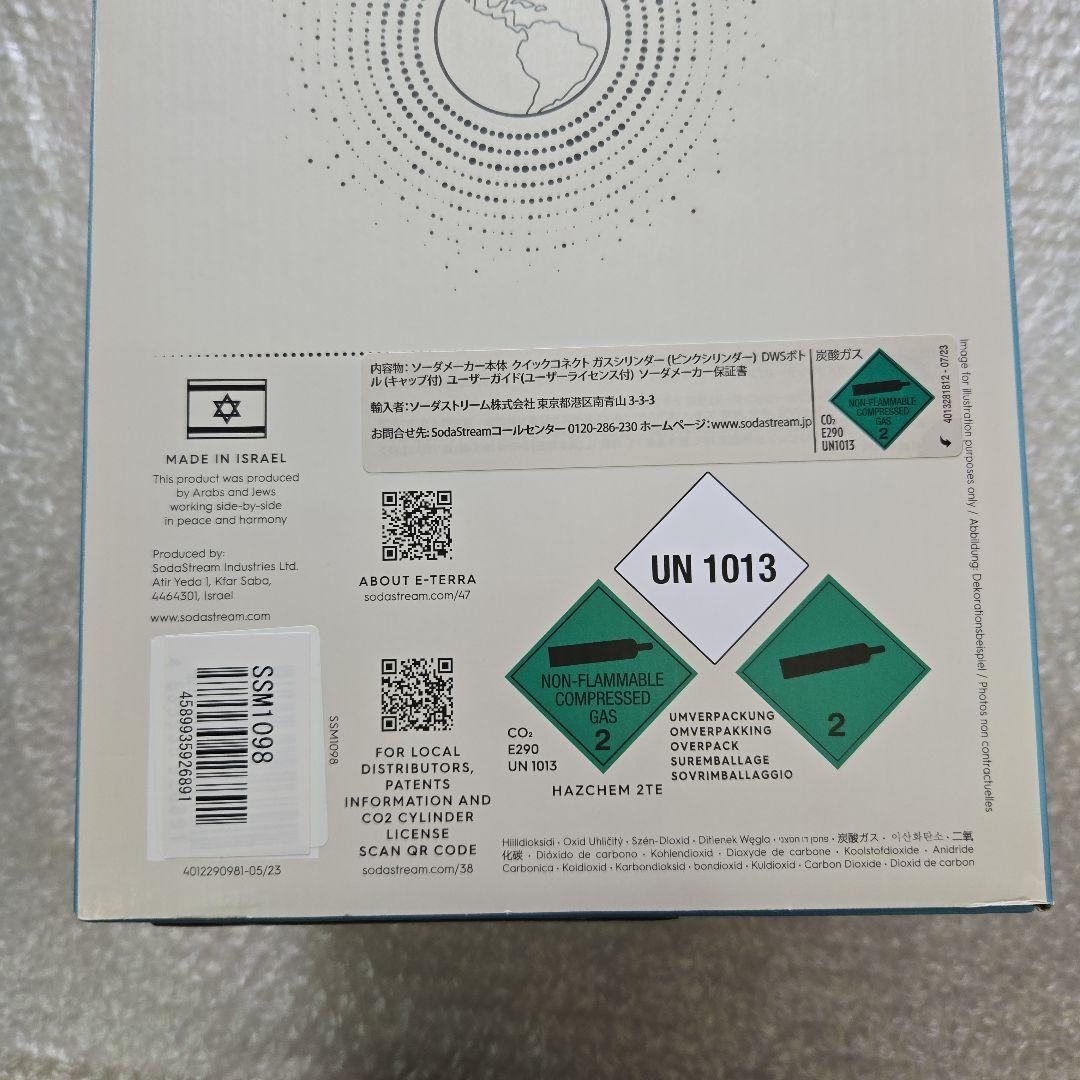 内容物：ソーダメーカー本体 クイックコネクト ガスシリンダー (ピンクシリンダー) DWSボト
ル (キャップ付) ユーザーガイド(ユーザーライセンス付) ソーダメーカー保証書
輸入者：ソーダストリーム株式会社 東京都港区南青山 3-3-3
お問合せ先: SodaStreamコールセンター 0120-286-230 ホームページ：www.sodastream.jp
炭酸ガス
NON-FLAMMABLE
COMPRESSED
GAS
2
CO₂
E290
UN1013
4013281812 - 07/23
Image for illustration purposes only / Abbildung: Dekorationsbeispiel / Photos non contractuelles
MADE IN ISRAEL
This product was produced
by Arabs and Jews
working side-by-side
in peace and harmony
Produced by:
SodaStream Industries Ltd.
Atir Yeda 1, Kfar Saba,
4464301, Israel
www.sodastream.com
ABOUT E-TERRA
sodastream.com/47
UN 1013
NON-FLAMMABLE
COMPRESSED
GAS
2
CO₂
E290
UN 1013
HAZCHEM 2TE
2
UMVERPACKUNG
OMVERPAKKING
OVERPACK
SUREMBALLAGE
SOVRIMBALLAGGIO
SSM1098
4589935926891
SSM1098
4012290981-05/23
FOR LOCAL
DISTRIBUTORS,
PATENTS
INFORMATION AND
CO2 CYLINDER
LICENSE
SCAN QR CODE
sodastream.com/38
Hiilidioksidi · Oxid Uhličitý · Szén-Dioxid · Ditlenek Węglo · פחמן דו חמצני · 炭酸ガス · 이산화탄소 · 二氧
化碳 · Dióxido de carbono · Kohlendioxid · Dioxyde de carbone · Koolstofdioxide · Anidride
Carbonica · Koldioxid · Karbondioksid · bondioxid · Kuldioxid · Carbon Dioxide · Dioxid de carbon